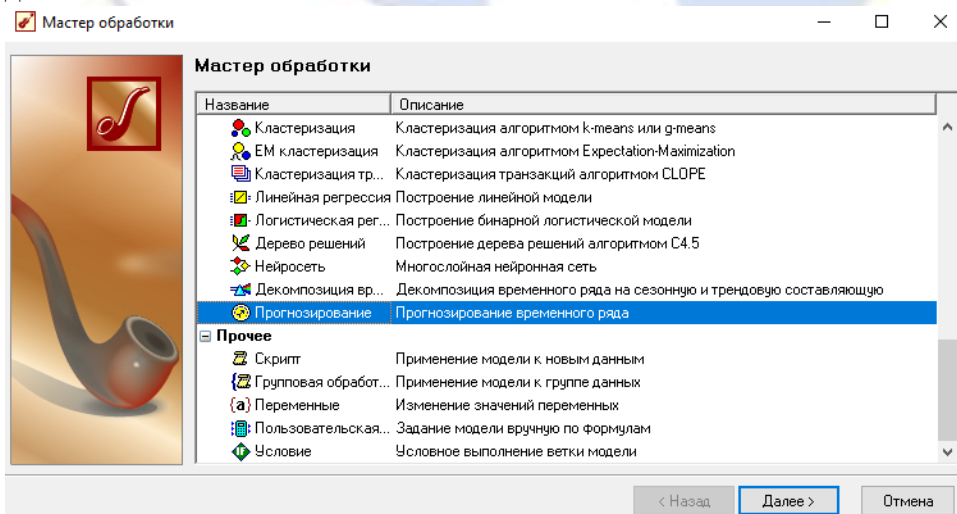 Мастер обработки
Мастер обработки
Название Описание
Кластеризация Кластеризация алгоритмом k-means или g-means
EM кластеризация Кластеризация алгоритмом Expectation-Maximization
Кластеризация тр... Кластеризация транзакций алгоритмом CLOPE
Линейная регрессия Построение линейной модели
Логистическая рег... Построение бинарной логистической модели
Дерево решений Построение дерева решений алгоритмом C4.5
Нейросеть Многослойная нейронная сеть
Декомпозиция вр... Декомпозиция временного ряда на сезонную и трендовую составляющую
Прогнозирование Прогнозирование временного ряда
Прочее
Скрипт Применение модели к новым данным
Групповая обработ... Применение модели к группе данных
{a} Переменные Изменение значений переменных
Пользовательская... Задание модели вручную по формулам
Условие Условное выполнение ветки модели
< Назад Далее > Отмена